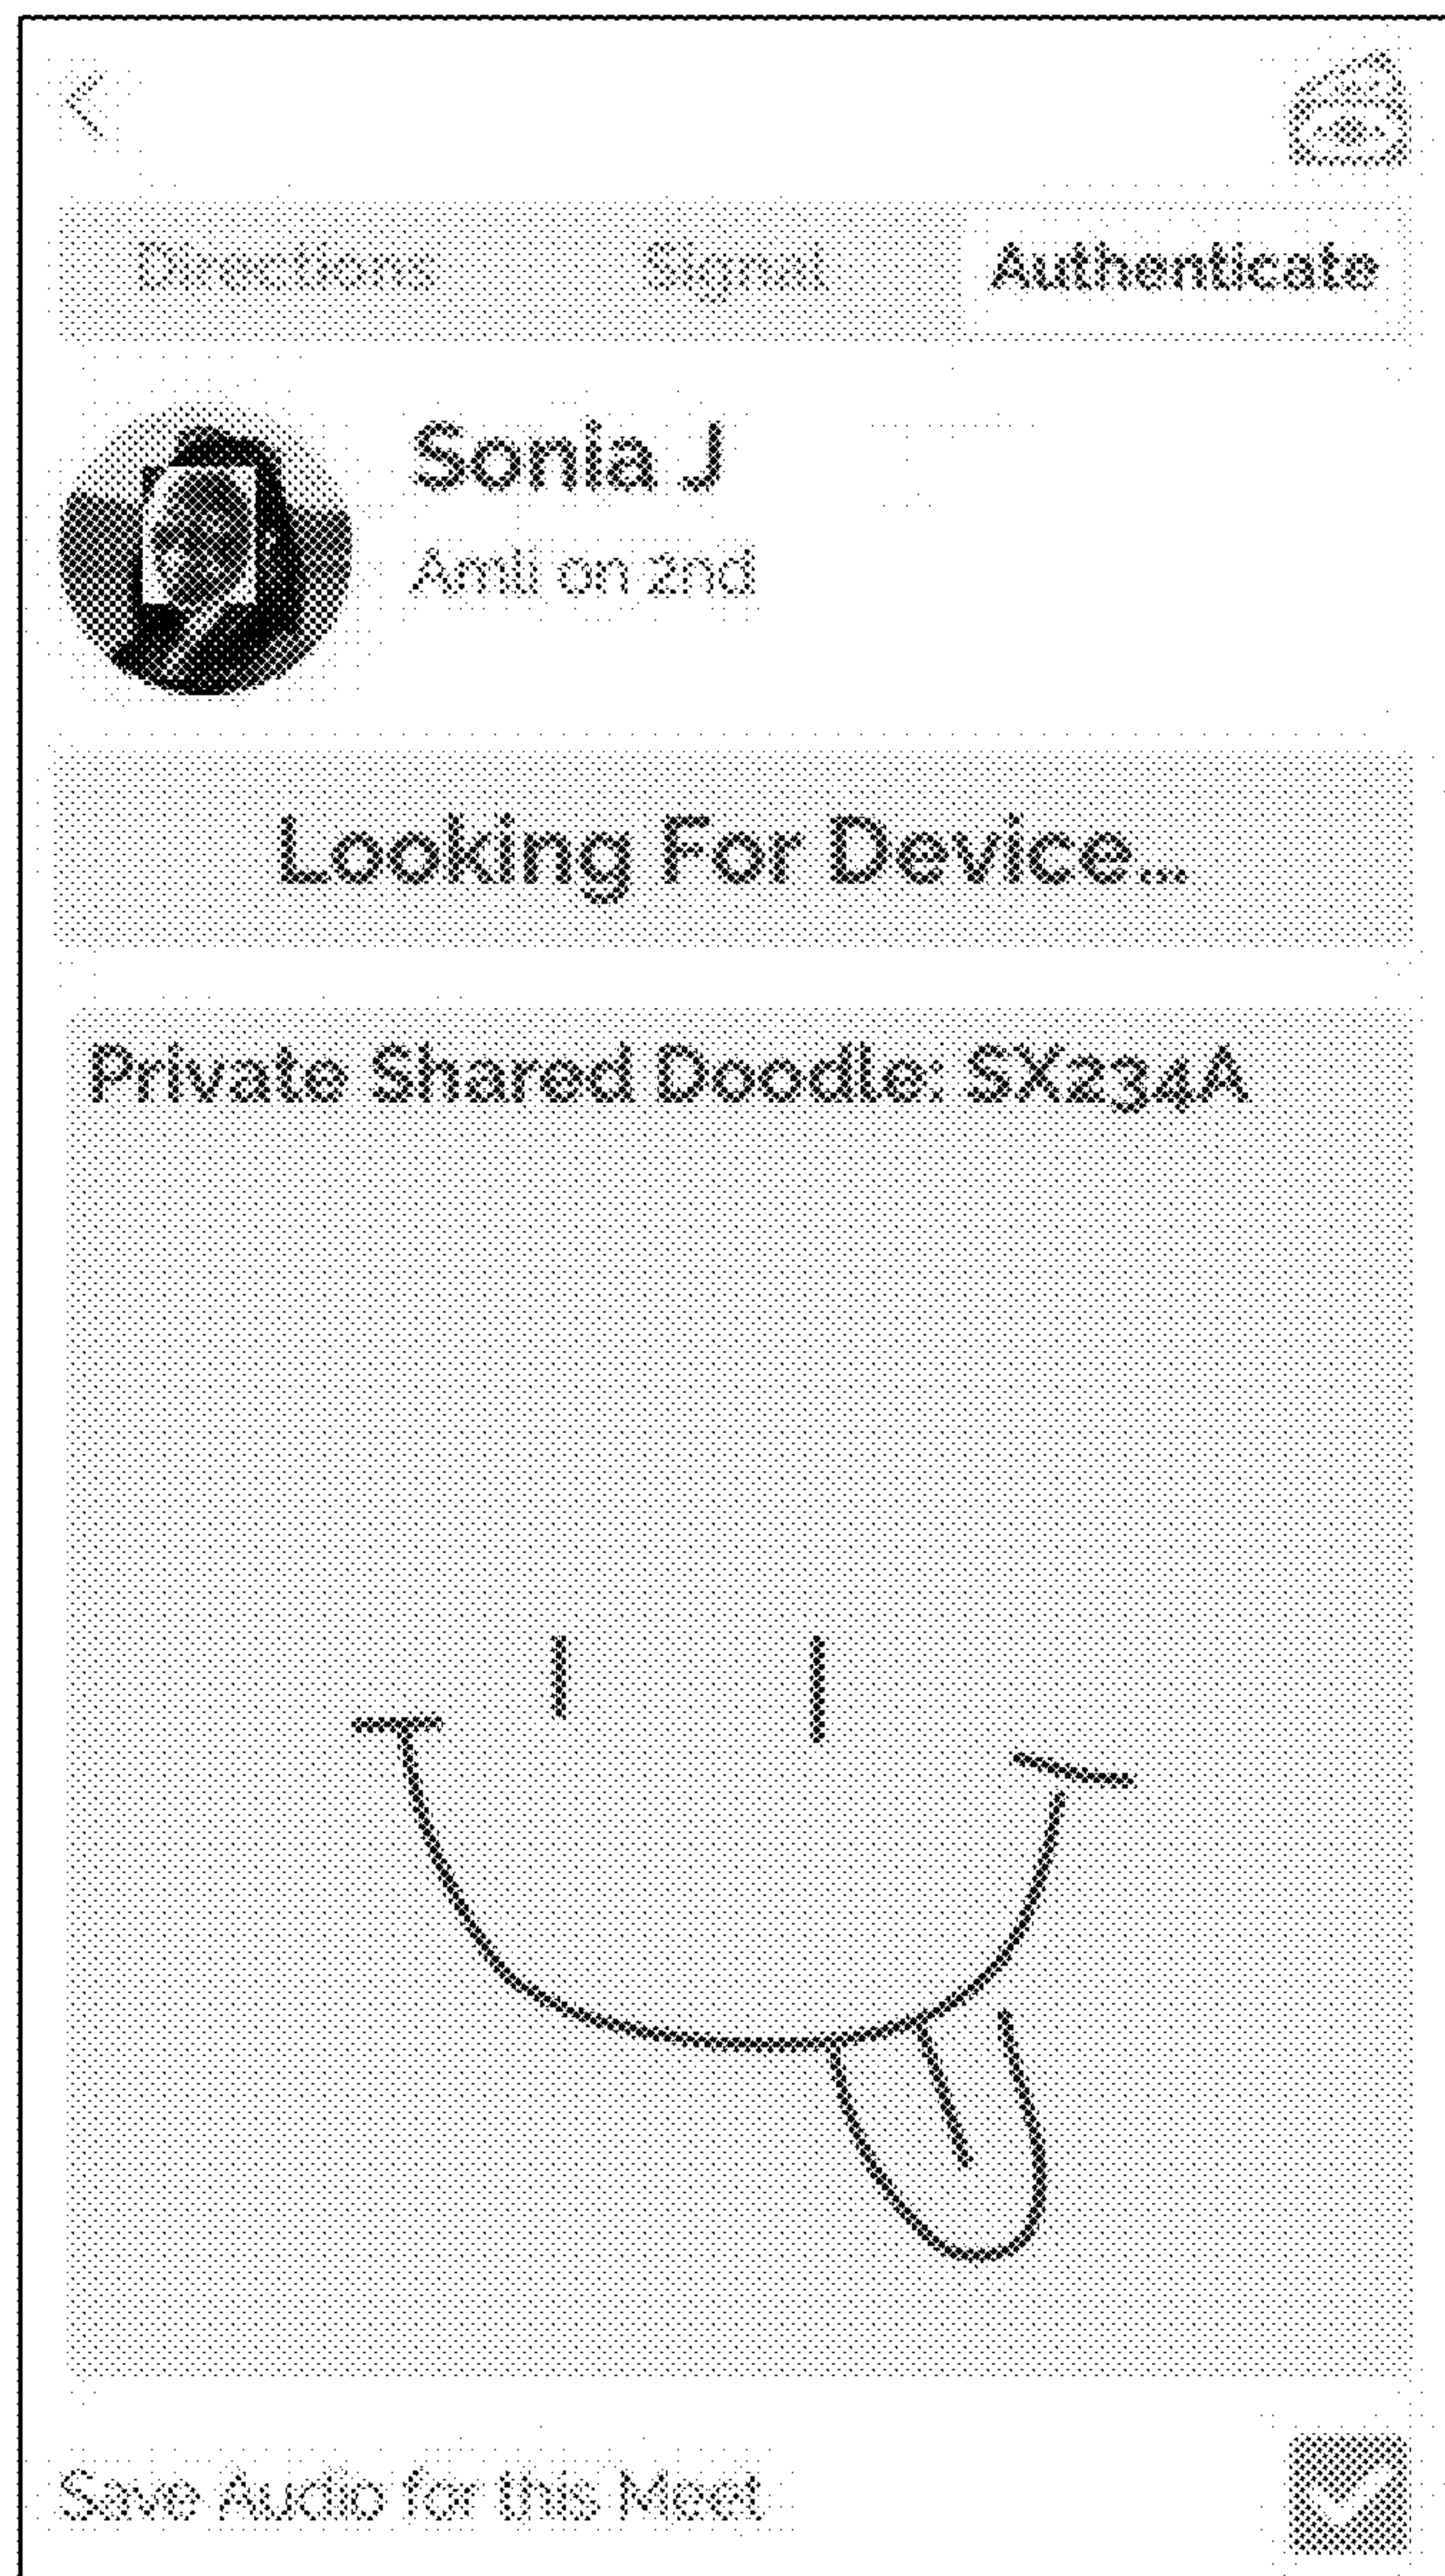 Directions Signal Authenticate
Sonia J
Amli on 2nd
Looking For Device...
Private Shared Doodle: SX234A
Save Audio for this Meet